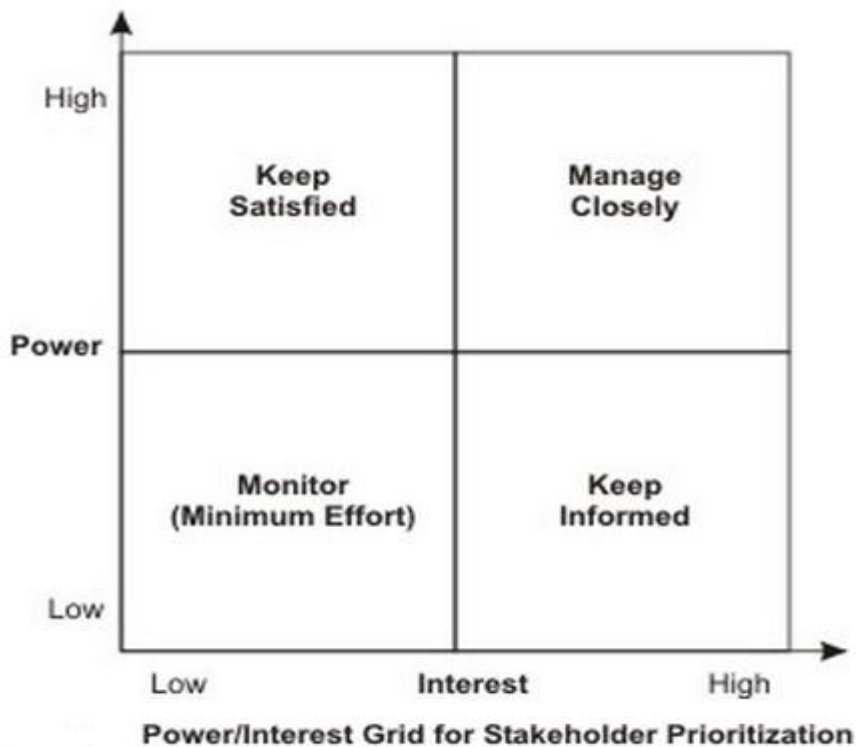 High
Keep
Satisfied
Manage
Closely
Power
Monitor
(Minimum Effort)
Keep
Informed
Low
Low
Interest
High
Power/Interest Grid for Stakeholder Prioritization